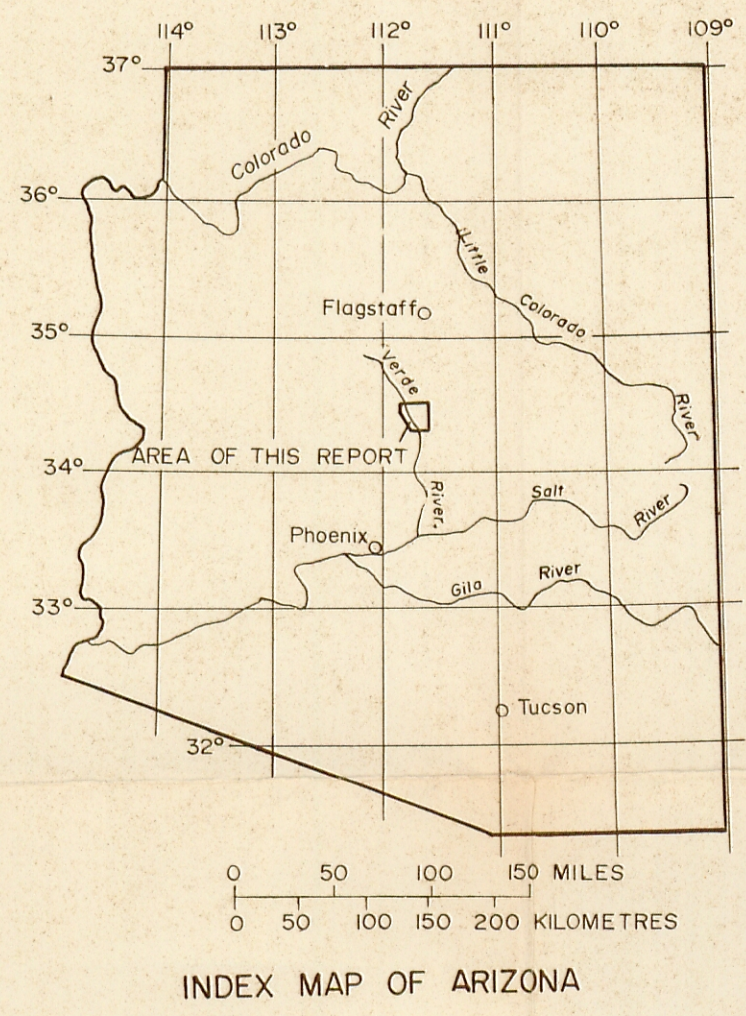 114° 113° 112° 111° 110° 109°
37°
River
Colorado
36°
Little
Colorado
Flagstaff
35°
Verde
River
AREA OF THIS REPORT
34°
River
Salt
River
Phoenix
Gila
River
33°
Tucson
32°
0 50 100 150 MILES
0 50 100 150 200 KILOMETRES
INDEX MAP OF ARIZONA